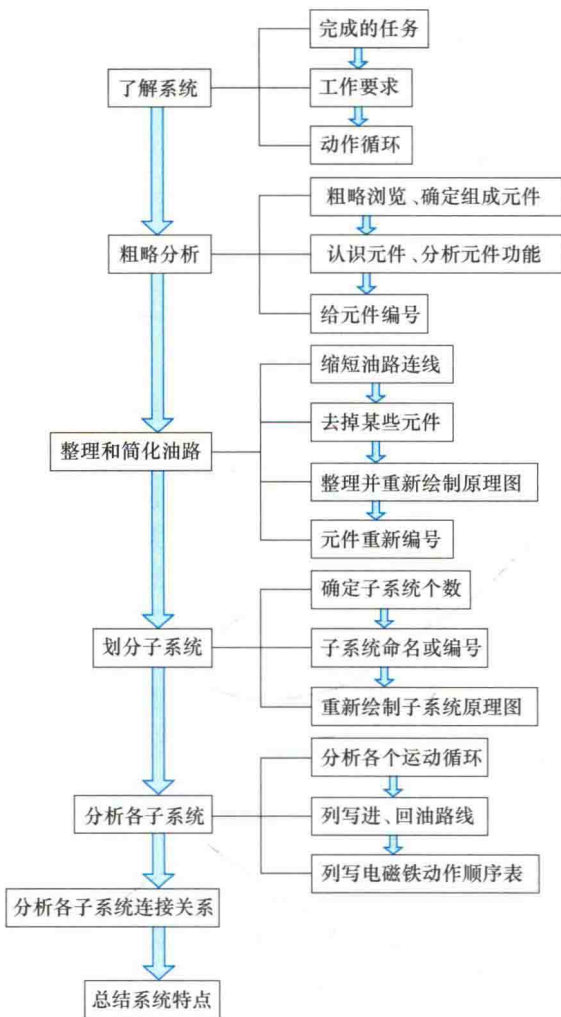 完成的任务
了解系统
工作要求
动作循环
粗略浏览、确定组成元件
粗略分析
认识元件、分析元件功能
给元件编号
缩短油路连线
去掉某些元件
整理和简化油路
整理并重新绘制原理图
元件重新编号
确定子系统个数
划分子系统
子系统命名或编号
重新绘制子系统原理图
分析各个运动循环
分析各子系统
列写进、回油路线
列写电磁铁动作顺序表
分析各子系统连接关系
总结系统特点